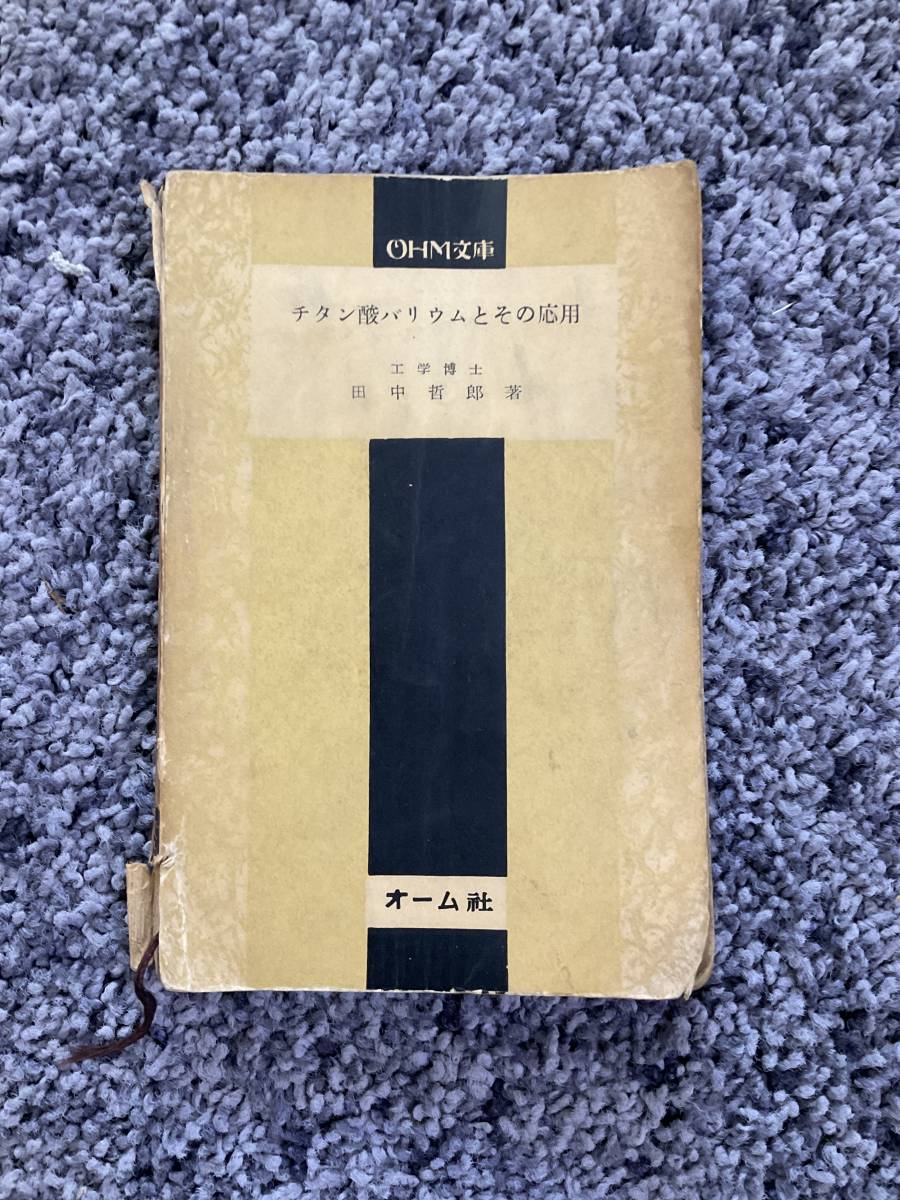 OHM文庫
チタン酸バリウムとその応用
工学博士
田中哲郎著
オーム社